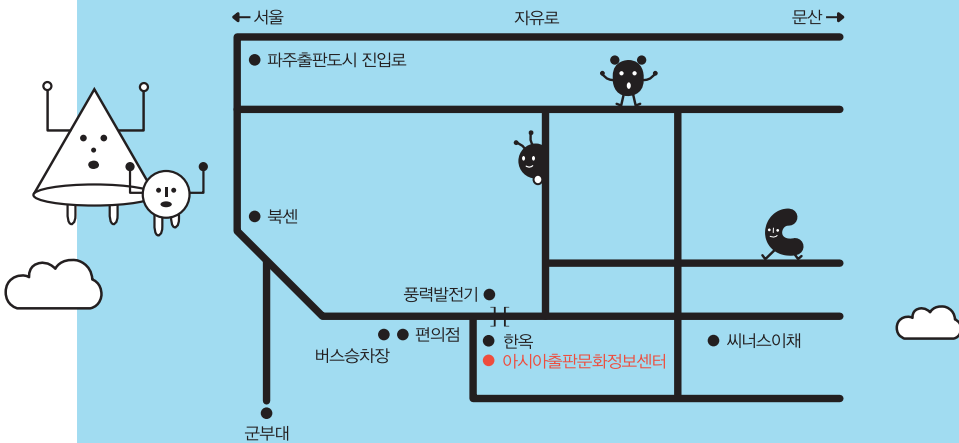 서울
자유로
문산
파주출판도시 진입로
북센
풍력발전기
편의점
버스승차장
한옥
아시아출판문화정보센터
씨너스이채
군부대